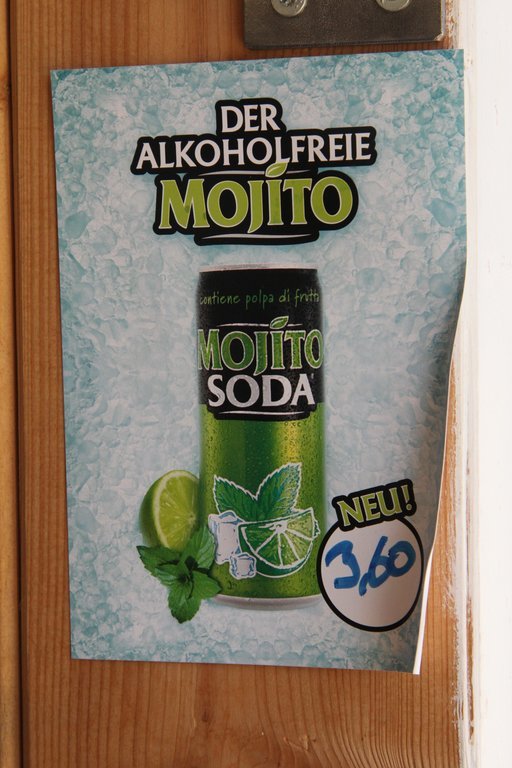 DER
ALKOHOLFREIE
MOJITO
contiene polpa di frutta
MOJITO
SODA
NEU!
3,60